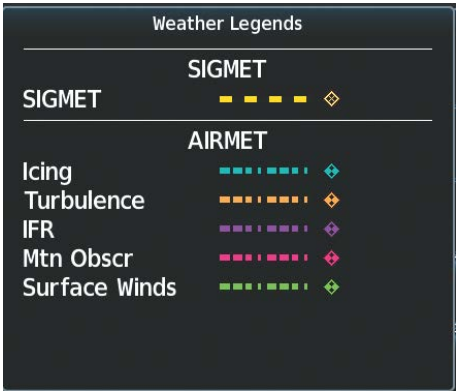 Weather Legends
SIGMET
SIGMET
AIRMET
Icing
Turbulence
IFR
Mtn Obscr
Surface Winds